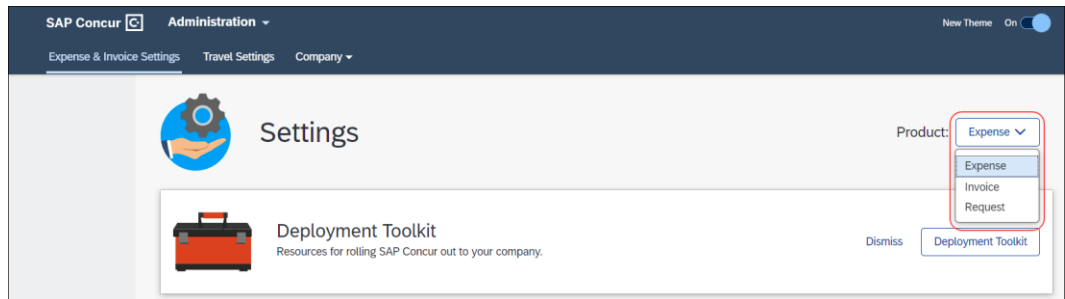 SAP Concur C Administration
New Theme On
Expense & Invoice Settings Travel Settings Company
Settings
Product: Expense
Expense
Invoice
Request
Deployment Toolkit
Resources for rolling SAP Concur out to your company.
Dismiss Deployment Toolkit